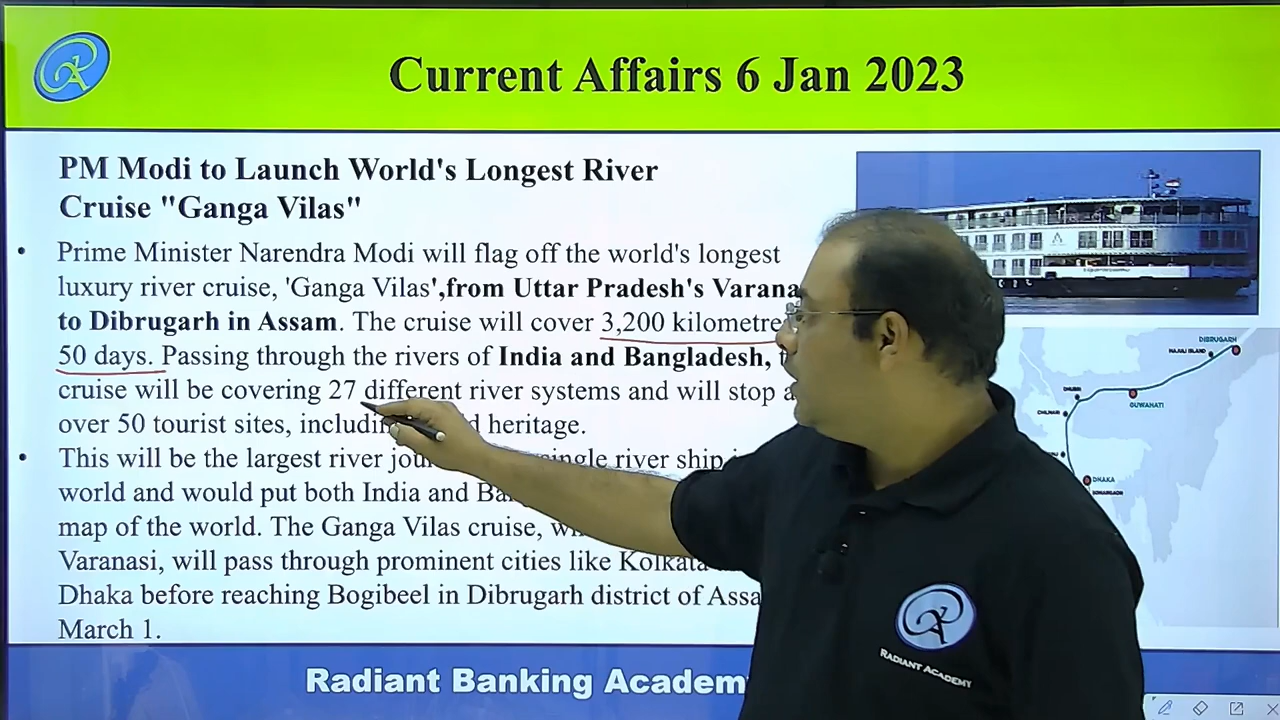 Current Affairs 6 Jan 2023
PM Modi to Launch World's Longest River
Cruise "Ganga Vilas"
• Prime Minister Narendra Modi will flag off the world's longest
luxury river cruise, 'Ganga Vilas',from Uttar Pradesh's Varana
to Dibrugarh in Assam. The cruise will cover 3,200 kilometre
50 days. Passing through the rivers of India and Bangladesh,
cruise will be covering 27 different river systems and will stop a
over 50 tourist sites, includin heritage.
• This will be the largest river jou single river ship
world and would put both India and Ba
map of the world. The Ganga Vilas cruise,
Varanasi, will pass through prominent cities like Kolkata
Dhaka before reaching Bogibeel in Dibrugarh district of Assa
March 1.
DIBRUGARH
MAJULI ISLAND
DHUBRI
GUWAHATI
CHILMARI
DHAKA
SONARGAON
RADIANT ACADEMY
Radiant Banking Academ